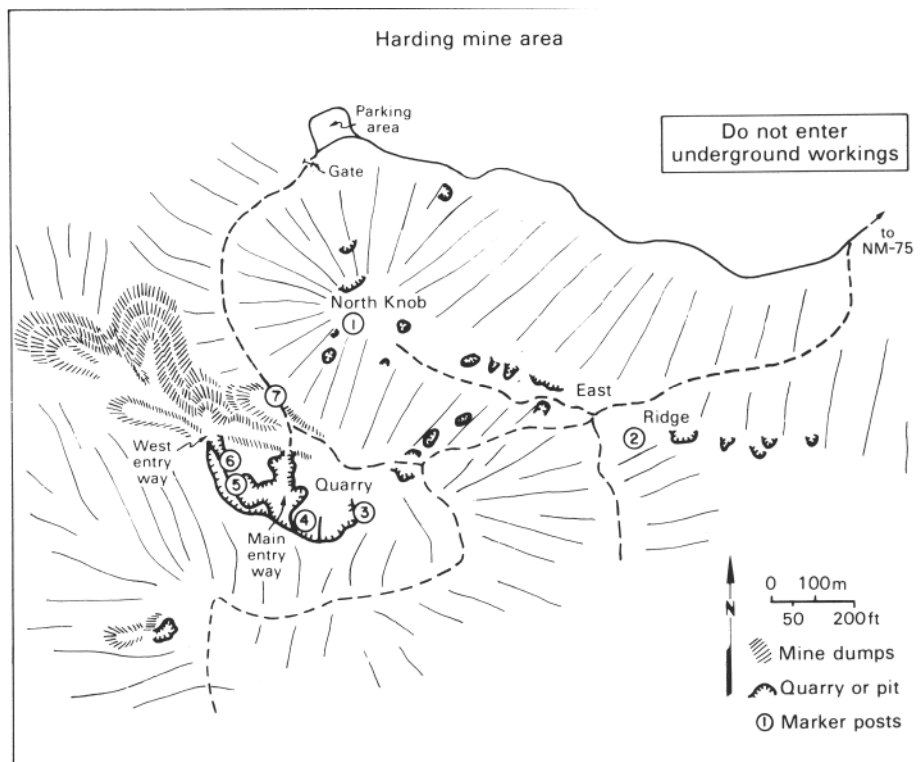 Harding mine area
Parking
area
Gate
Do not enter
underground workings
to
NM-75
North Knob
1
East
Ridge
2
7
West
entry
way
6
5
Quarry
4
3
Main
entry
way
N
0 100m
50 200ft
Mine dumps
Quarry or pit
1 Marker posts